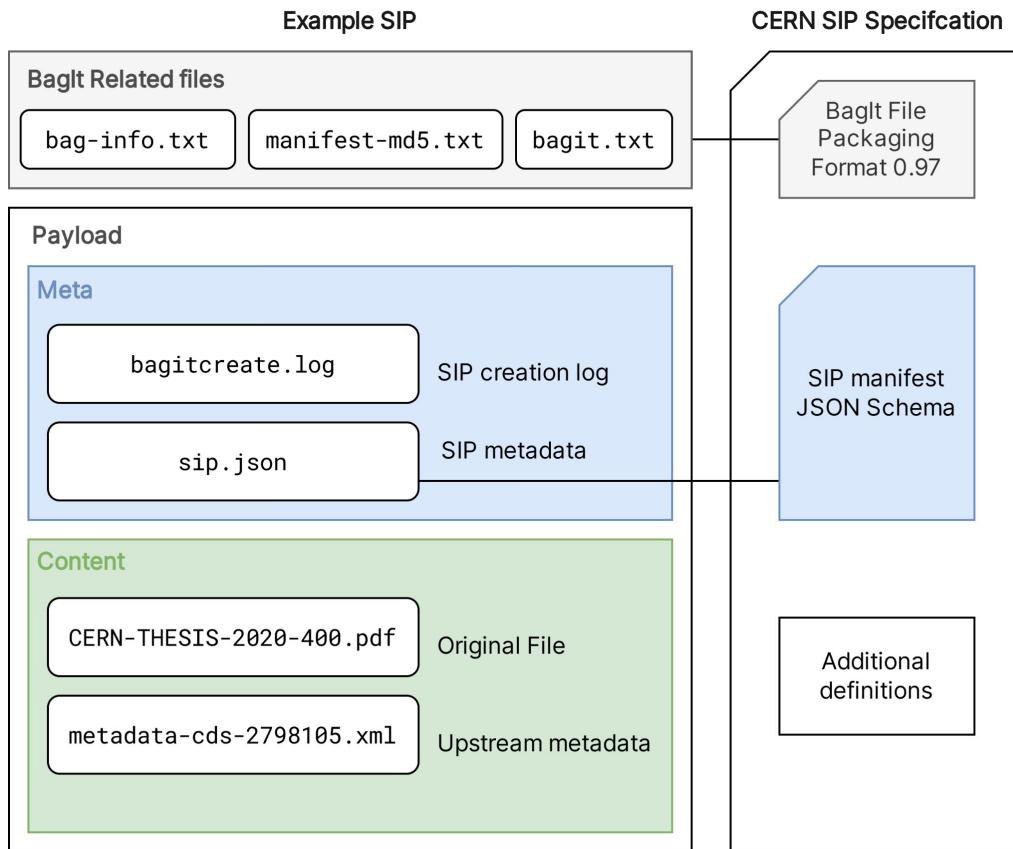 Example SIP
CERN SIP Specifcation
BagIt Related files
bag-info.txt
manifest-md5.txt
bagit.txt
BagIt File
Packaging
Format 0.97
Payload
Meta
bagitcreate.log
SIP creation log
sip.json
SIP metadata
SIP manifest
JSON Schema
Content
CERN-THESIS-2020-400.pdf
Original File
metadata-cds-2798105.xml
Upstream metadata
Additional
definitions